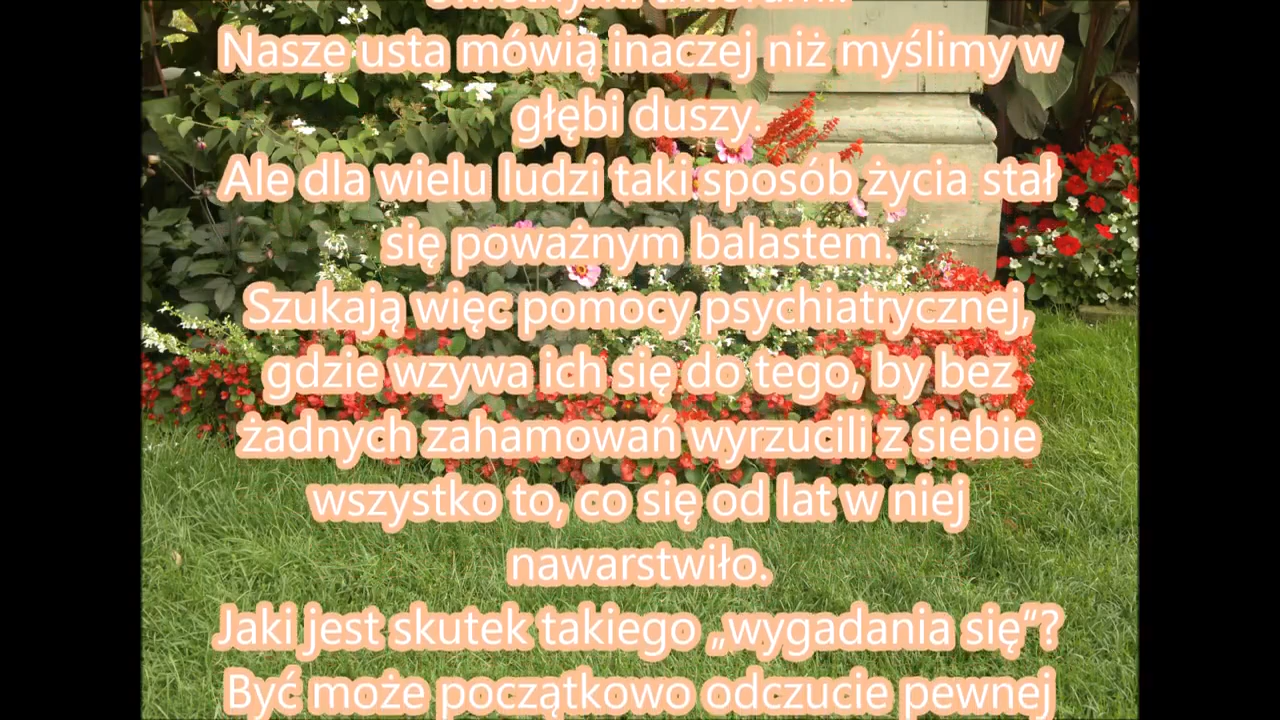 Nasze usta mówią inaczej niż myślimy w
głębi duszy.
Ale dla wielu ludzi taki sposób życia stał
się poważnym balastem.
Szukają więc pomocy psychiatrycznej,
gdzie wzywa ich się do tego, by bez
żadnych zahamowań wyrzucili z siebie
wszystko to, co się od lat w niej
nawarstwiło.
Jaki jest skutek takiego „wygadania się”?
Być może początkowo odczucie pewnej